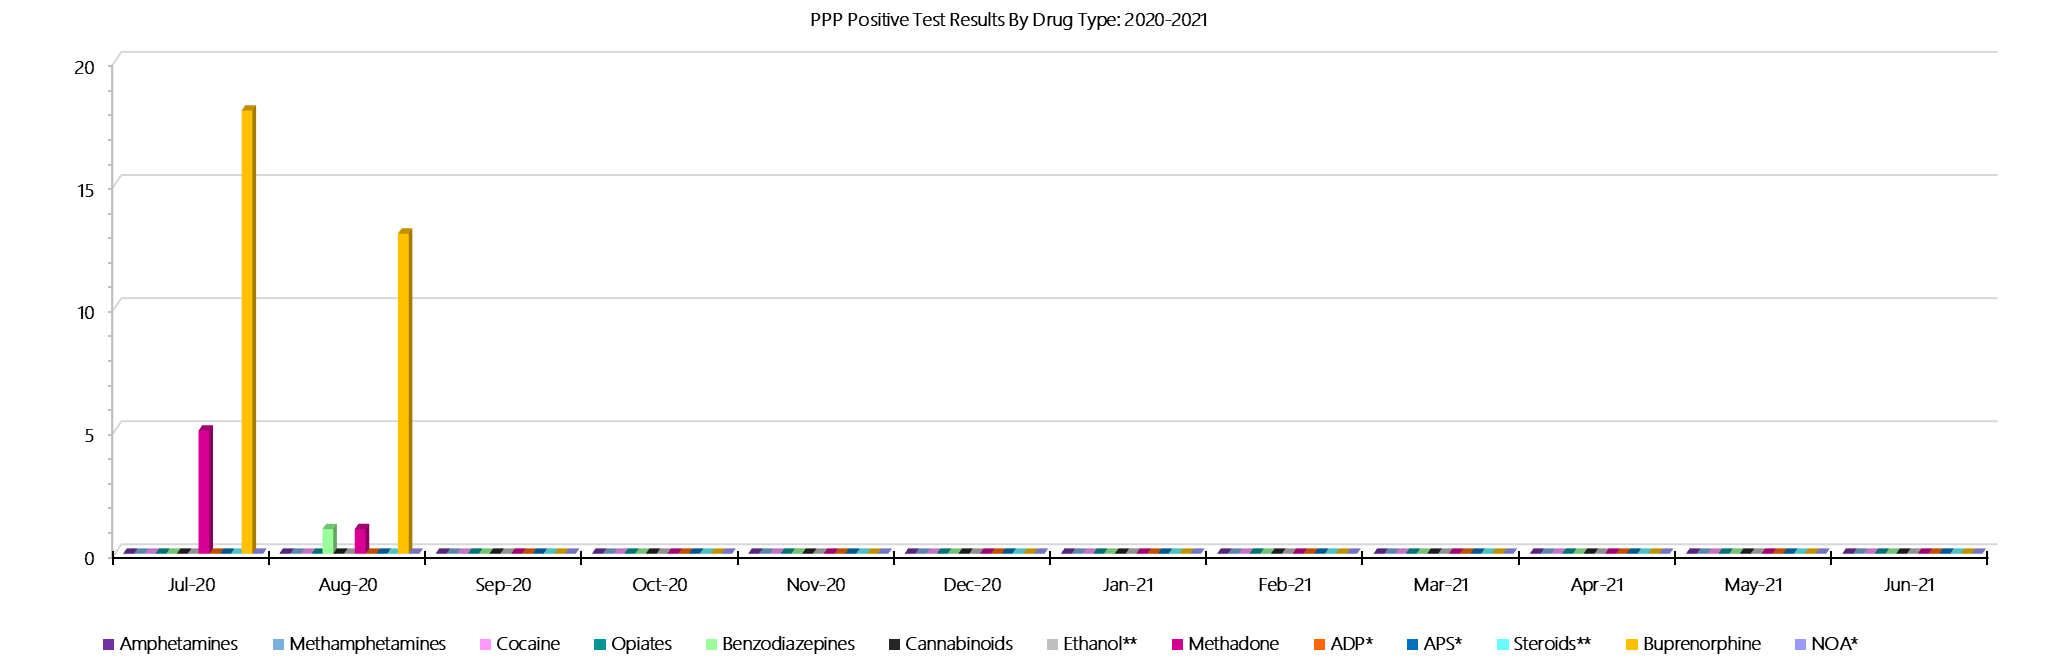 PPP Positive Test Results By Drug Type: 2020-2021
20
15
10
5
0
Jul-20 Aug-20 Sep-20 Oct-20 Nov-20 Dec-20 Jan-21 Feb-21 Mar-21 Apr-21 May-21 Jun-21
Amphetamines Methamphetamines Cocaine Opiates Benzodiazepines Cannabinoids Ethanol** Methadone ADP* APS* Steroids** Buprenorphine NOA*